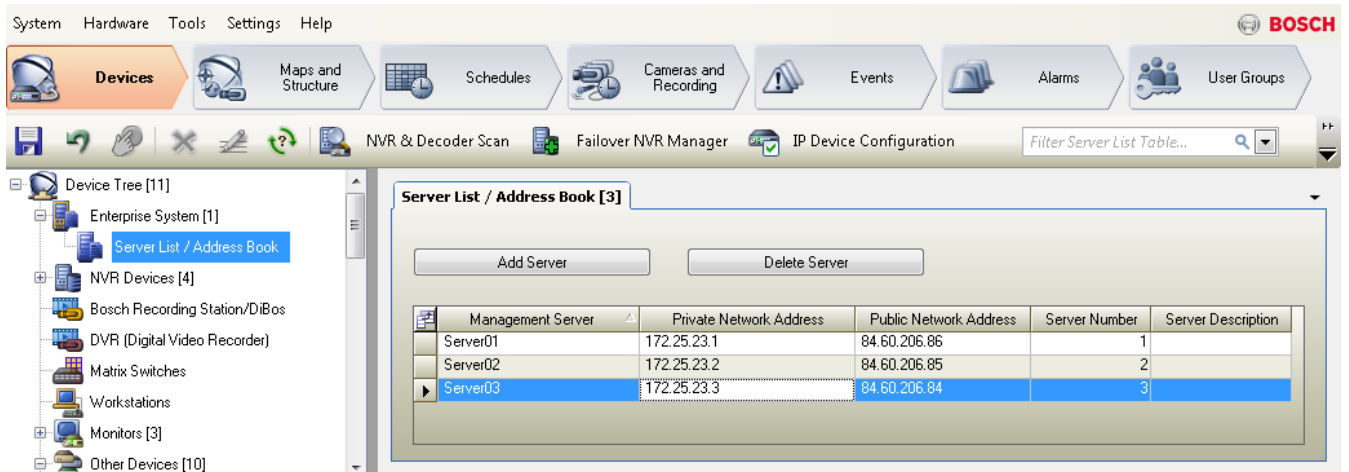 System Hardware Tools Settings Help
BOSCH
Devices
Maps and
Structure
Schedules
Cameras and
Recording
Events
Alarms
User Groups
NVR & Decoder Scan
Failover NVR Manager
IP Device Configuration
Filter Server List Table...
Device Tree [11]
Enterprise System [1]
Server List / Address Book
NVR Devices [4]
Bosch Recording Station/DiBos
DVR (Digital Video Recorder)
Matrix Switches
Workstations
Monitors [3]
Other Devices [10]
Server List / Address Book [3]
Add Server Delete Server
Management Server Private Network Address Public Network Address Server Number Server Description
Server01 172.25.23.1 84.60.206.86 1
Server02 172.25.23.2 84.60.206.85 2
Server03 172.25.23.3 84.60.206.84 3